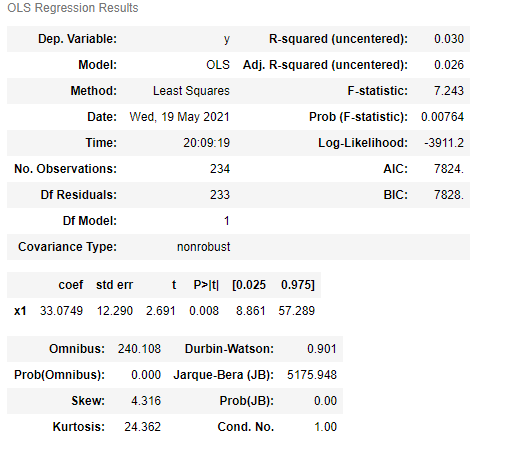 OLS Regression Results
Dep. Variable: y R-squared (uncentered): 0.030
Model: OLS Adj. R-squared (uncentered): 0.026
Method: Least Squares F-statistic: 7.243
Date: Wed, 19 May 2021 Prob (F-statistic): 0.00764
Time: 20:09:19 Log-Likelihood: -3911.2
No. Observations: 234 AIC: 7824.
Df Residuals: 233 BIC: 7828.
Df Model: 1
Covariance Type: nonrobust
coef std err t P>|t| [0.025 0.975]
x1 33.0749 12.290 2.691 0.008 8.861 57.289
Omnibus: 240.108 Durbin-Watson: 0.901
Prob(Omnibus): 0.000 Jarque-Bera (JB): 5175.948
Skew: 4.316 Prob(JB): 0.00
Kurtosis: 24.362 Cond. No. 1.00